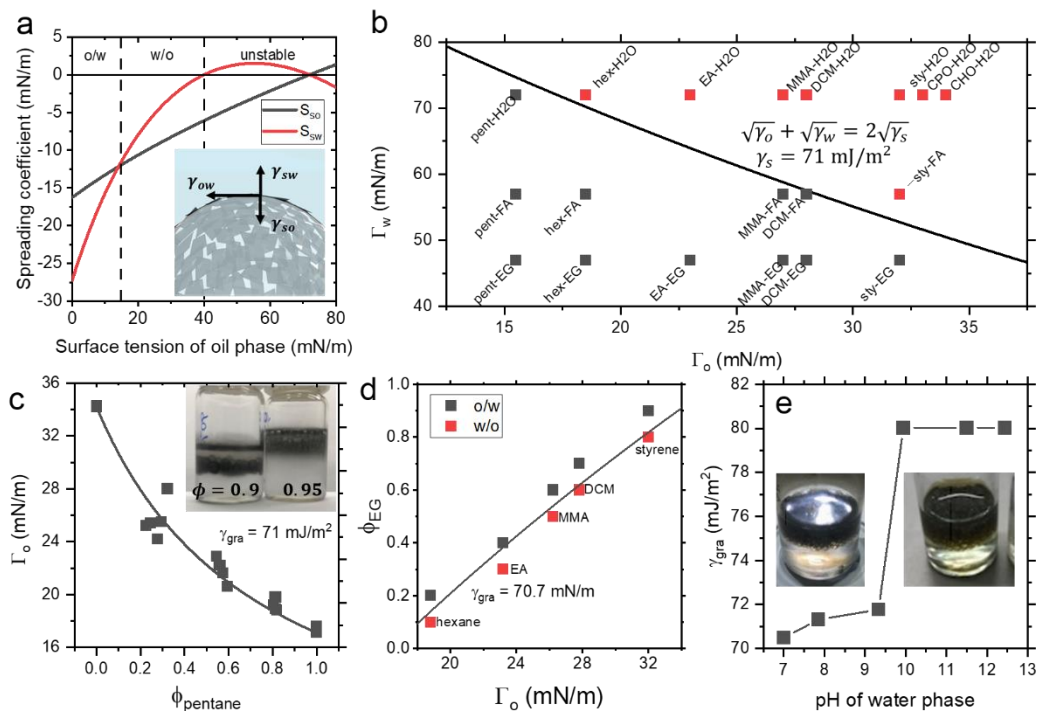 a
o/w
w/o
unstable
Spreading coefficient (mN/m)
5
0
-5
-10
-15
-20
-25
-30
S_so
S_sw
γ_ow
γ_sw
γ_so
0
20
40
60
80
Surface tension of oil phase (mN/m)
b
Γ_w (mN/m)
80
70
60
50
40
pent-H2O
hex-H2O
EA-H2O
MMA-H2O
DCM-H2O
sty-H2O
CPO-H2O
CHO-H2O
√γ_o + √γ_w = 2√γ_s
γ_s = 71 mJ/m²
pent-FA
hex-FA
MMA-FA
DCM-FA
sty-FA
pent-EG
hex-EG
EA-EG
MMA-EG
DCM-EG
sty-EG
15
20
25
30
35
Γ_o (mN/m)
c
Γ_o (mN/m)
36
32
28
24
20
16
ϕ = 0.9
0.95
γ_gra = 71 mJ/m²
0.0
0.2
0.4
0.6
0.8
1.0
ϕ_pentane
d
ϕ_EG
1.0
0.8
0.6
0.4
0.2
0.0
o/w
w/o
styrene
DCM
MMA
EA
γ_gra = 70.7 mN/m
hexane
20
24
28
32
Γ_o (mN/m)
e
γ_gra (mJ/m²)
82
80
78
76
74
72
70
7
8
9
10
11
12
13
pH of water phase